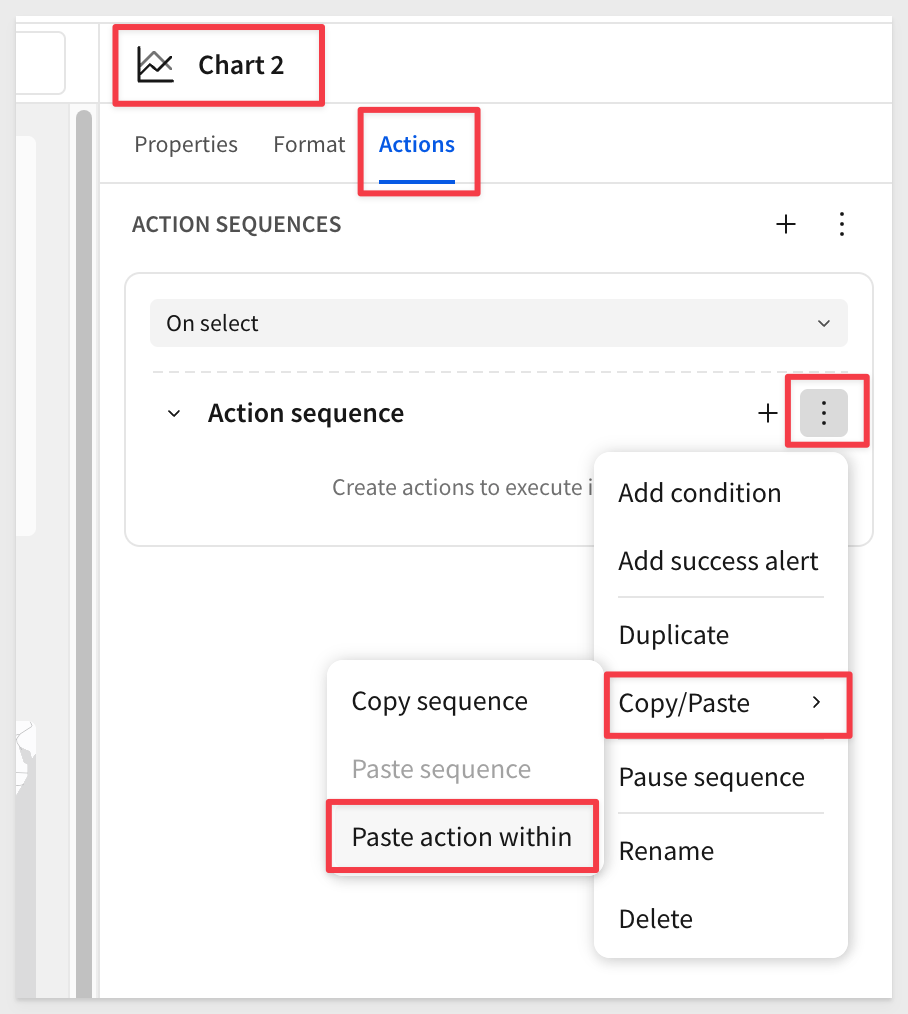 Chart 2
Properties Format Actions
ACTION SEQUENCES
On select
Action sequence
Create actions to execute i
Add condition
Add success alert
Duplicate
Copy/Paste
Pause sequence
Rename
Delete
Copy sequence
Paste sequence
Paste action within